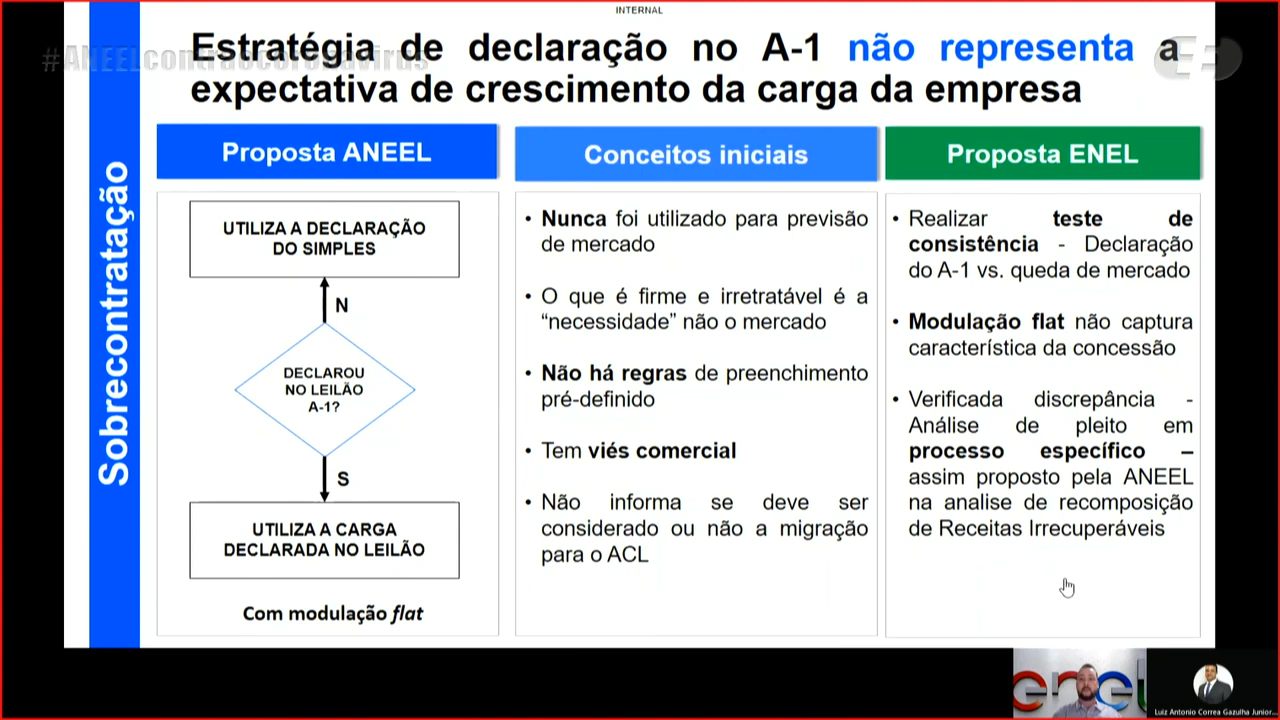 INTERNAL
#ANEELcontraocoronavirus
Estratégia de declaração no A-1 não representa a
expectativa de crescimento da carga da empresa
Sobrecontratação
Proposta ANEEL
UTILIZA A DECLARAÇÃO
DO SIMPLES
N
DECLAROU
NO LEILÃO
A-1?
S
UTILIZA A CARGA
DECLARADA NO LEILÃO
Com modulação flat
Conceitos iniciais
• Nunca foi utilizado para previsão
de mercado
• O que é firme e irretratável é a
“necessidade” não o mercado
• Não há regras de preenchimento
pré-definido
• Tem viés comercial
• Não informa se deve ser
considerado ou não a migração
para o ACL
Proposta ENEL
• Realizar teste de
consistência - Declaração
do A-1 vs. queda de mercado
• Modulação flat não captura
característica da concessão
• Verificada discrepância -
Análise de pleito em
processo específico –
assim proposto pela ANEEL
na analise de recomposição
de Receitas Irrecuperáveis
enel
Luiz Antonio Correa Gazulha Junior...